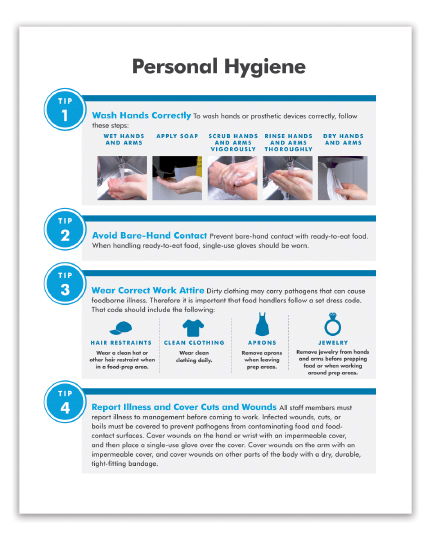 Personal Hygiene
TIP
1
Wash Hands Correctly To wash hands or prosthetic devices correctly, follow
these steps:
WET HANDS
AND ARMS
APPLY SOAP
SCRUB HANDS
AND ARMS
VIGOROUSLY
RINSE HANDS
AND ARMS
THOROUGHLY
DRY HANDS
AND ARMS
TIP
2
Avoid Bare-Hand Contact Prevent bare-hand contact with ready-to-eat food.
When handling ready-to-eat food, single-use gloves should be worn.
TIP
3
Wear Correct Work Attire Dirty clothing may carry pathogens that can cause
foodborne illness. Therefore it is important that food handlers follow a set dress code.
That code should include the following:
HAIR RESTRAINTS
Wear a clean hat or
other hair restraint when
in a food-prep area.
CLEAN CLOTHING
Wear clean
clothing daily.
APRONS
Remove aprons
when leaving
prep areas.
JEWELRY
Remove jewelry from hands
and arms before prepping
food or when working
around prep areas.
TIP
4
Report Illness and Cover Cuts and Wounds All staff members must
report illness to management before coming to work. Infected wounds, cuts, or
boils must be covered to prevent pathogens from contaminating food and food-
contact surfaces. Cover wounds on the hand or wrist with an impermeable cover,
and then place a single-use glove over the cover. Cover wounds on the arm with an
impermeable cover, and cover wounds on other parts of the body with a dry, durable,
tight-fitting bandage.